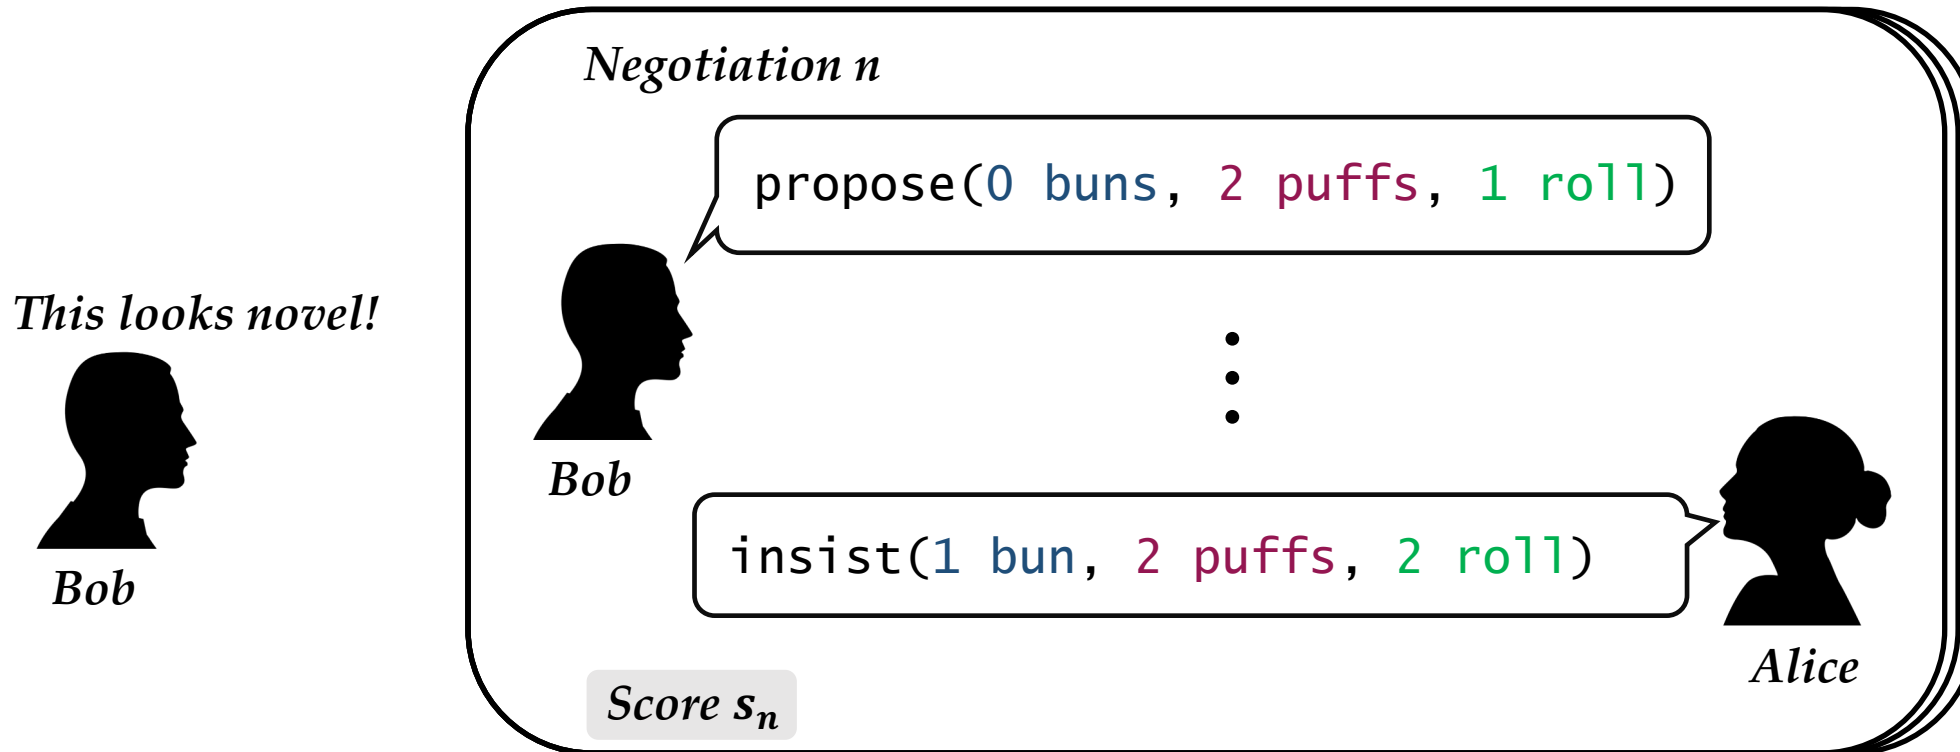 Negotiation n
propose(0 buns, 2 puffs, 1 roll)
This looks novel!
Bob
Bob
insist(1 bun, 2 puffs, 2 roll)
Alice
Score sₙ